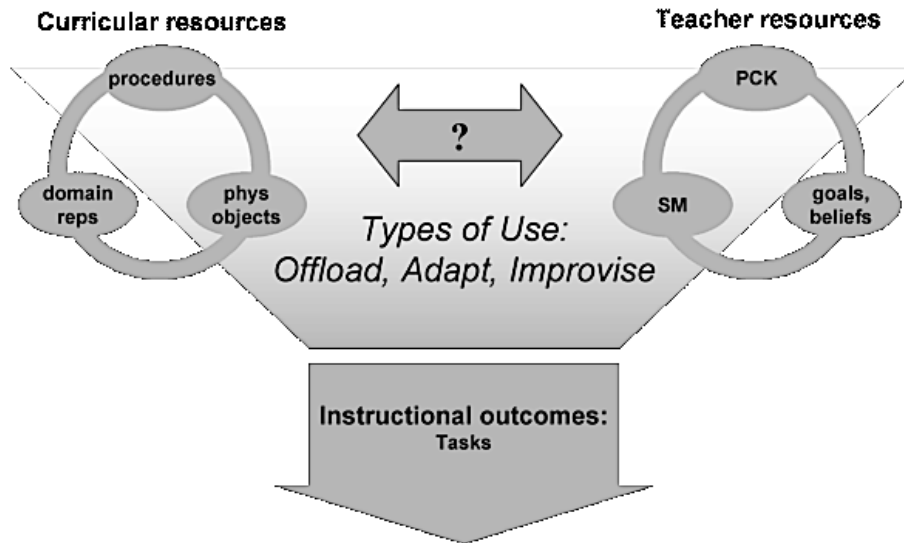 Curricular resources
Teacher resources
procedures
domain
reps
phys
objects
?
PCK
SM
goals,
beliefs
Types of Use:
Offload, Adapt, Improvise
Instructional outcomes:
Tasks